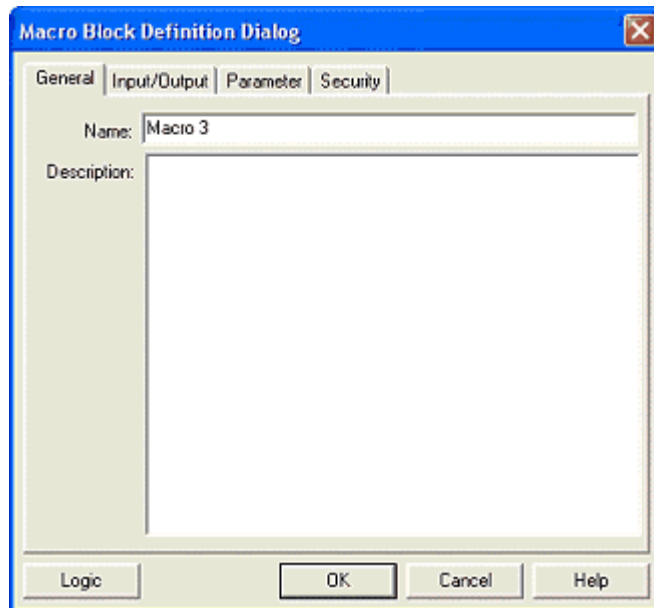 Macro Block Definition Dialog
General Input/Output Parameter Security
Name: Macro 3
Description:
Logic OK Cancel Help